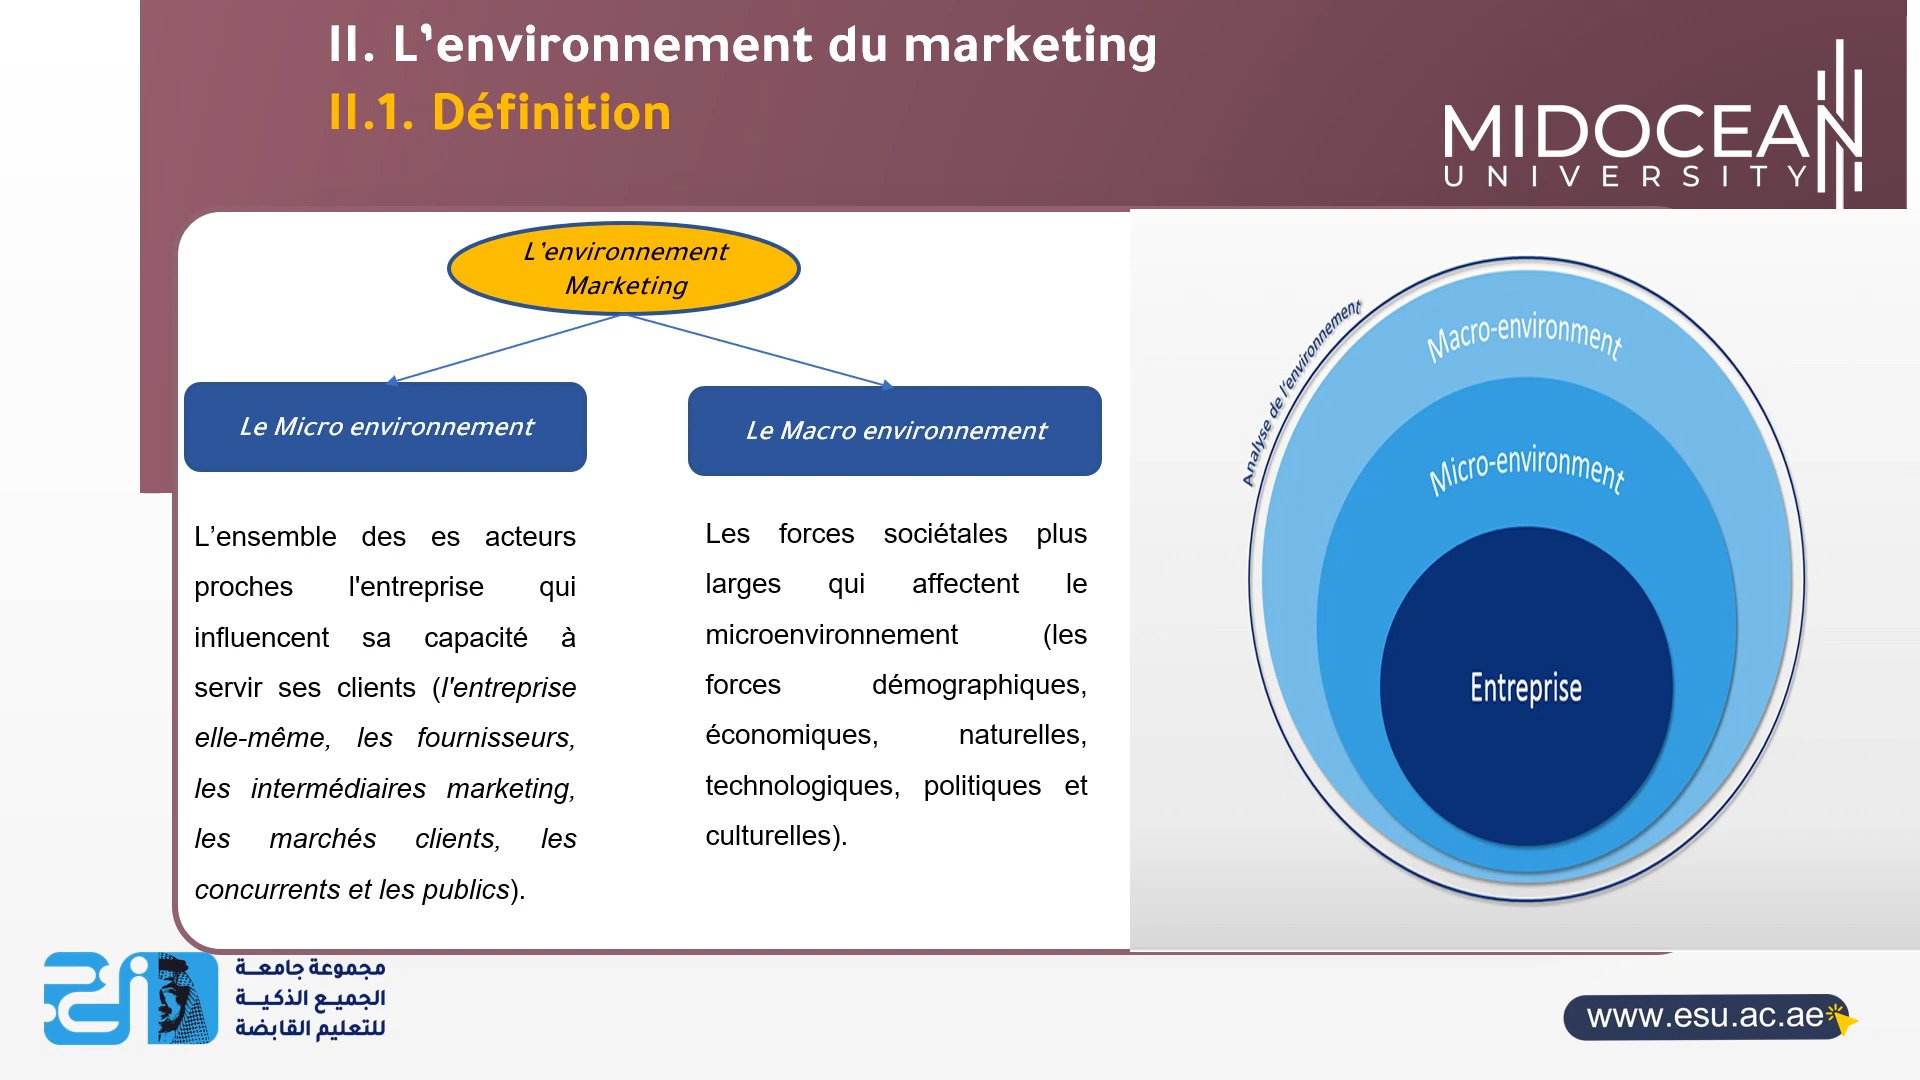 II. L’environnement du marketing
II.1. Définition
MIDOCEAN
UNIVERSITY
L’environnement
Marketing
Le Micro environnement
Le Macro environnement
L’ensemble des es acteurs
proches l'entreprise qui
influencent sa capacité à
servir ses clients (l'entreprise
elle-même, les fournisseurs,
les intermédiaires marketing,
les marchés clients, les
concurrents et les publics).
Les forces sociétales plus
larges qui affectent le
microenvironnement (les
forces démographiques,
économiques, naturelles,
technologiques, politiques et
culturelles).
Analyse de l’environnement
Macro-environment
Micro-environment
Entreprise
مجموعة جامعة
الجميع الذكية
للتعليم القابضة
www.esu.ac.ae